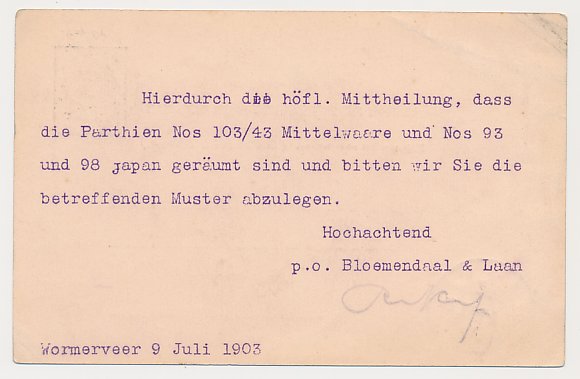 Hierdurch die höfl. Mittheilung, dass
die Parthien Nos 103/43 Mittelwaare und Nos 93
und 98 japan geräumt sind und bitten wir Sie die
betreffenden Muster abzulegen.
Hochachtend
p.o. Bloemendaal & Laan
Wormerveer 9 Juli 1903